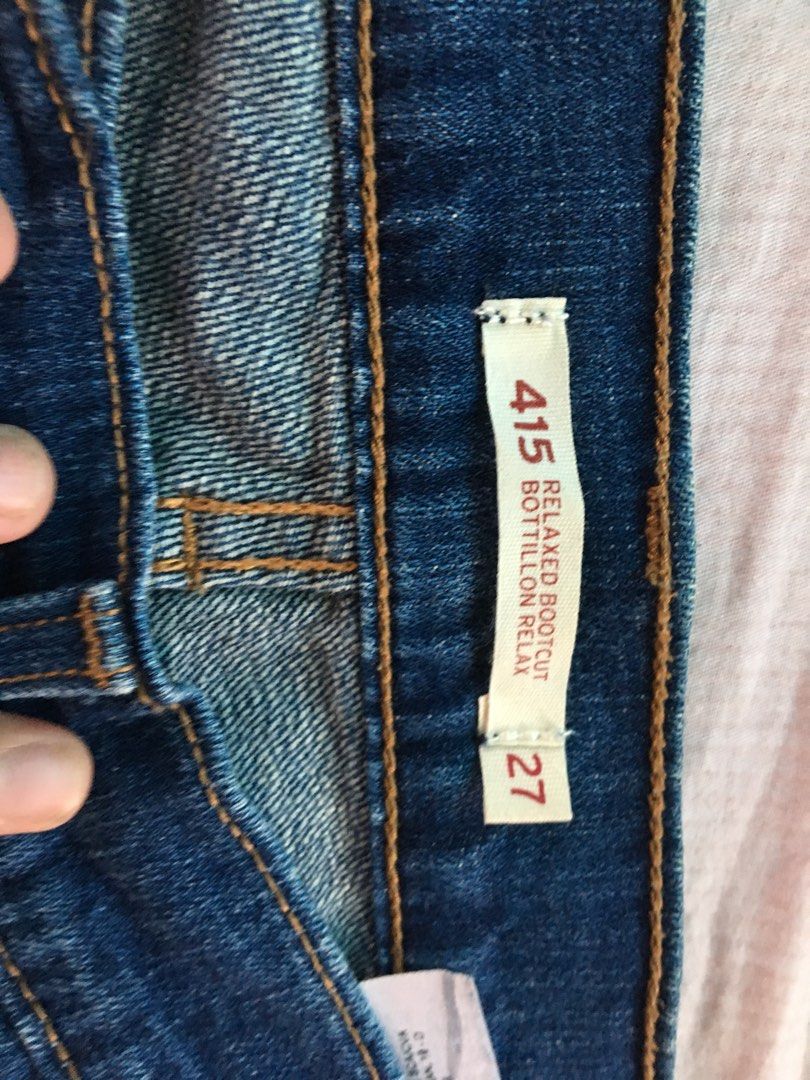 415
RELAXED BOOTCUT
BOTTILLON RELAX
27